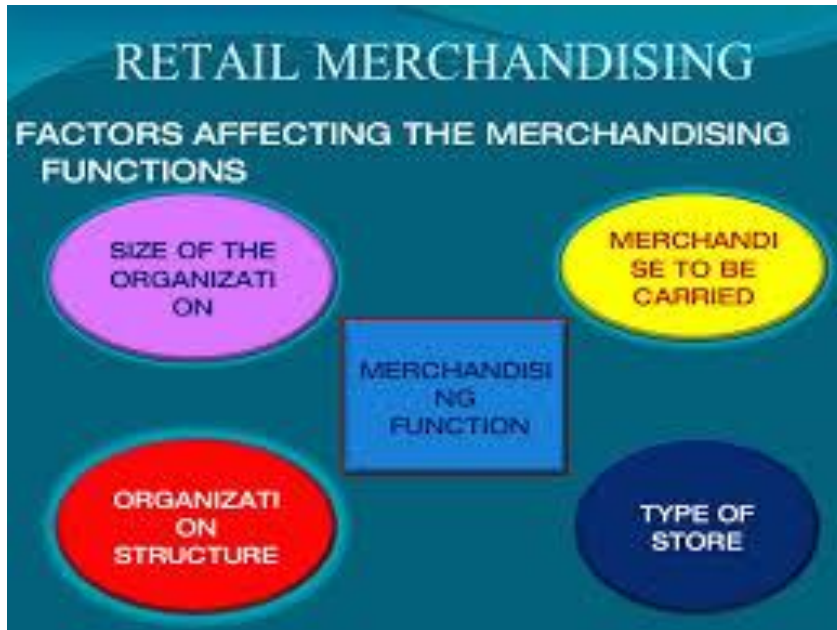 RETAIL MERCHANDISING
FACTORS AFFECTING THE MERCHANDISING
FUNCTIONS
SIZE OF THE
ORGANIZATI
ON
MERCHANDI
SE TO BE
CARRIED
MERCHANDISI
NG
FUNCTION
ORGANIZATI
ON
STRUCTURE
TYPE OF
STORE